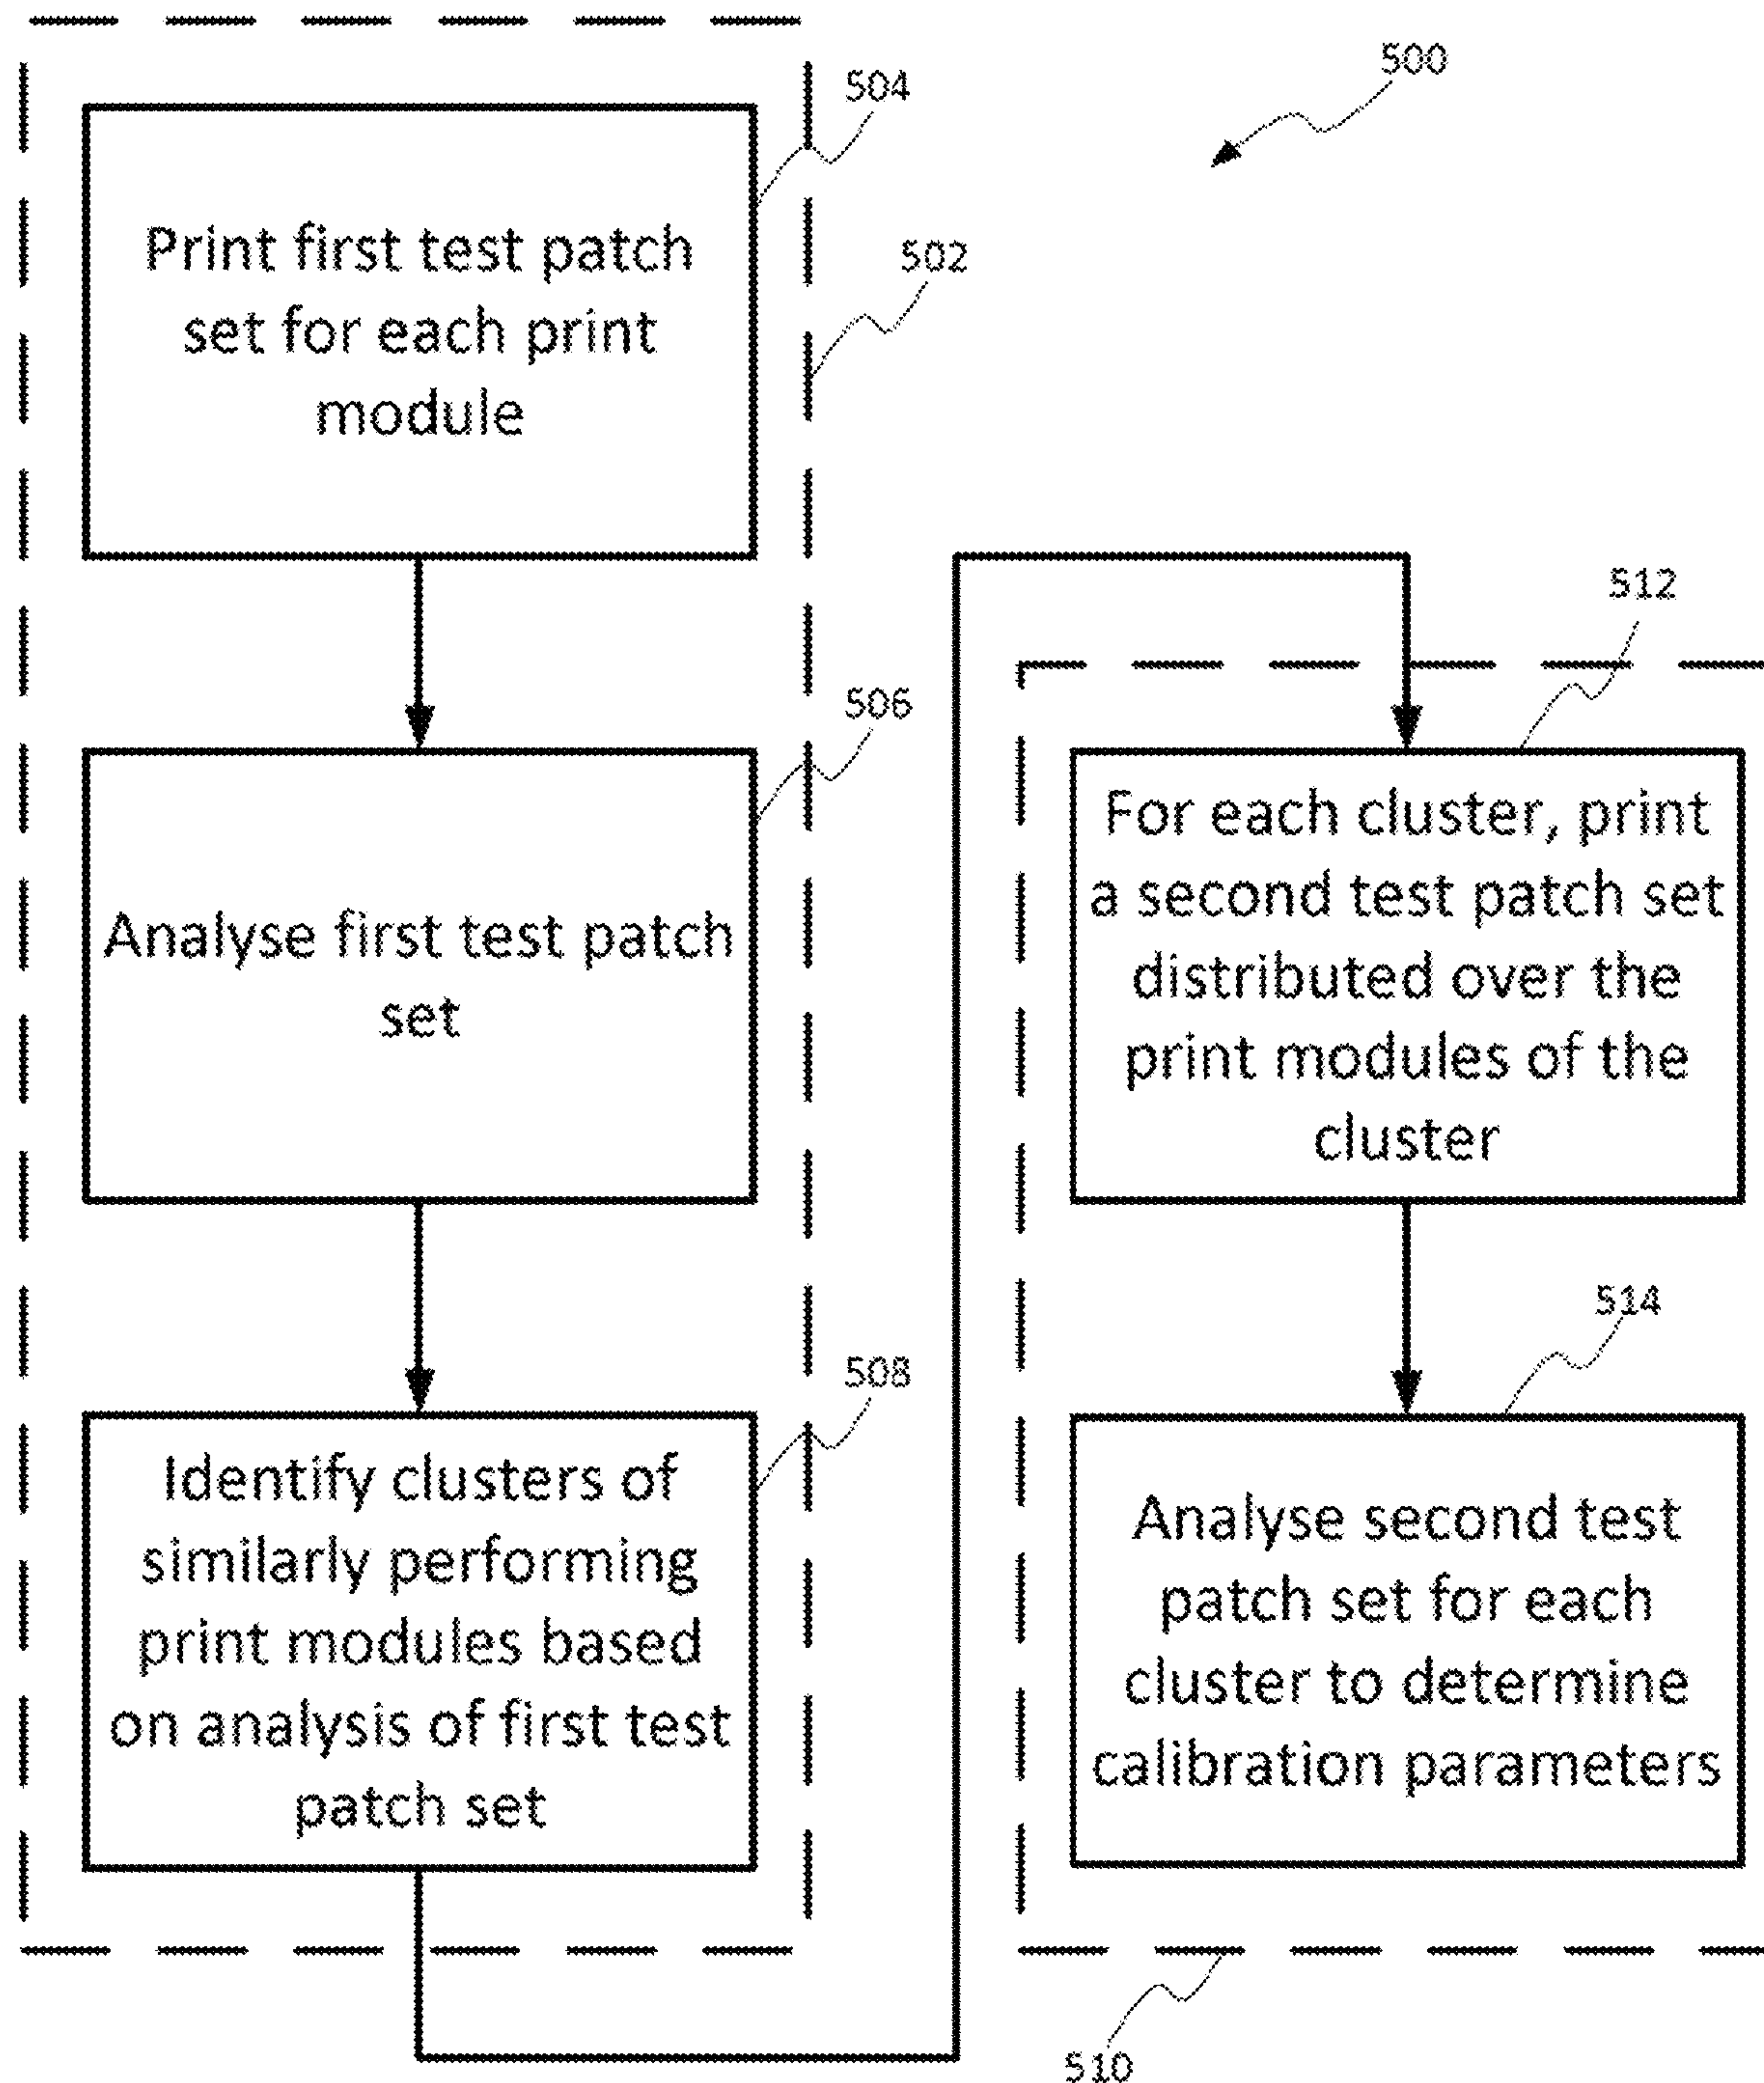 500
504
502
Print first test patch
set for each print
module
506
Analyse first test patch
set
508
Identify clusters of
similarly performing
print modules based
on analysis of first test
patch set
512
For each cluster, print
a second test patch set
distributed over the
print modules of the
cluster
514
Analyse second test
patch set for each
cluster to determine
calibration parameters
510